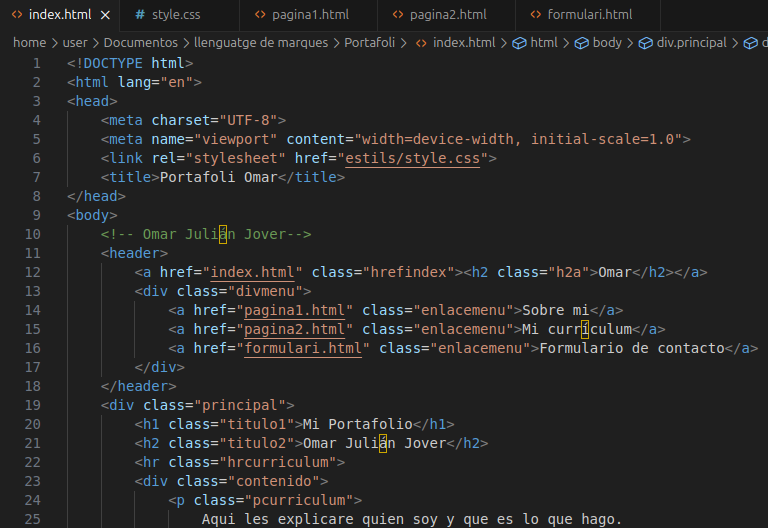 index.html style.css pagina1.html pagina2.html formulari.html
home > user > Documentos > llenguatge de marques > Portafoli > index.html > html > body > div.principal > d
1 <!DOCTYPE html>
2 <html lang="en">
3 <head>
4 <meta charset="UTF-8">
5 <meta name="viewport" content="width=device-width, initial-scale=1.0">
6 <link rel="stylesheet" href="estils/style.css">
7 <title>Portafoli Omar</title>
8 </head>
9 <body>
10 <!-- Omar Julián Jover-->
11 <header>
12 <a href="index.html" class="hrefindex"><h2 class="h2a">Omar</h2></a>
13 <div class="divmenu">
14 <a href="pagina1.html" class="enlacemenu">Sobre mi</a>
15 <a href="pagina2.html" class="enlacemenu">Mi currículum</a>
16 <a href="formulari.html" class="enlacemenu">Formulario de contacto</a>
17 </div>
18 </header>
19 <div class="principal">
20 <h1 class="titulo1">Mi Portafolio</h1>
21 <h2 class="titulo2">Omar Julián Jover</h2>
22 <hr class="hrcurriculum">
23 <div class="contenido">
24 <p class="pcurriculum">
25 Aqui les explicare quien soy y que es lo que hago.